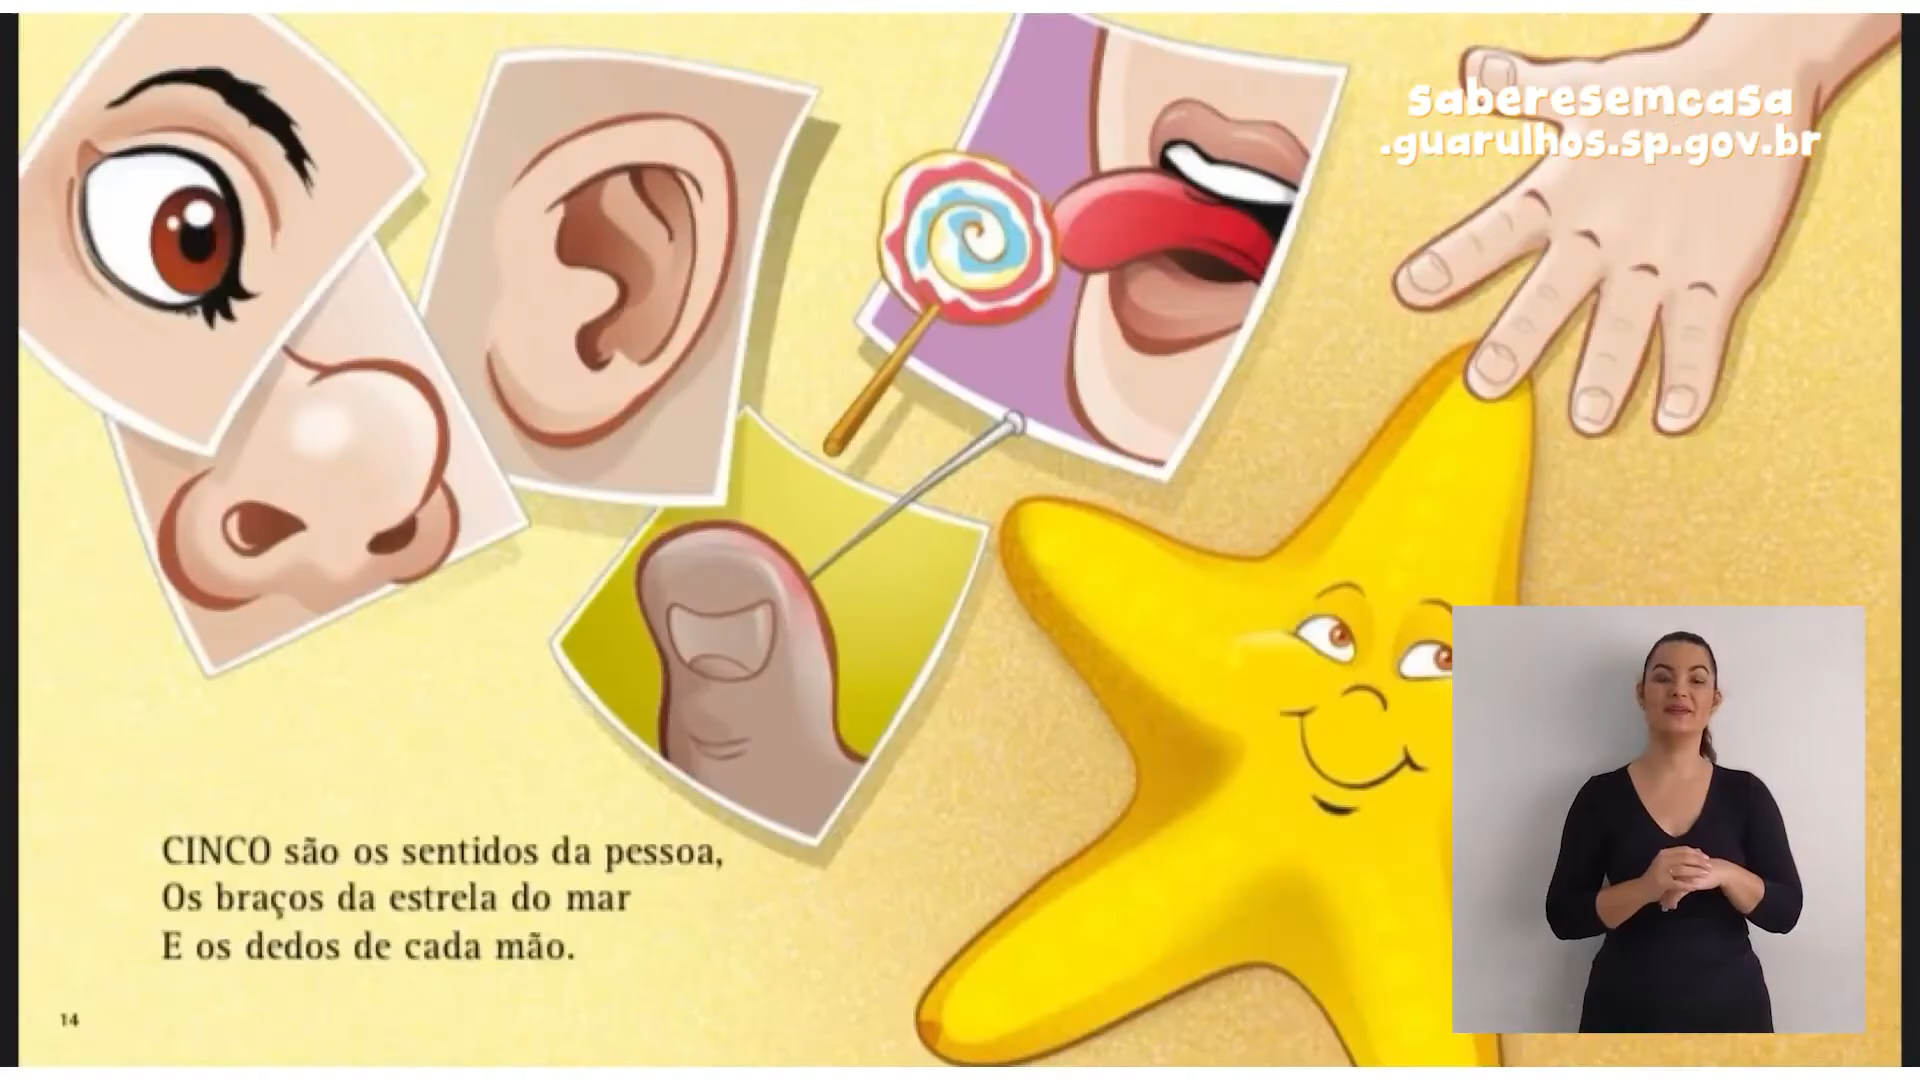 saberesemcasa
.guarulhos.sp.gov.br
CINCO são os sentidos da pessoa,
Os braços da estrela do mar
E os dedos de cada mão.
14